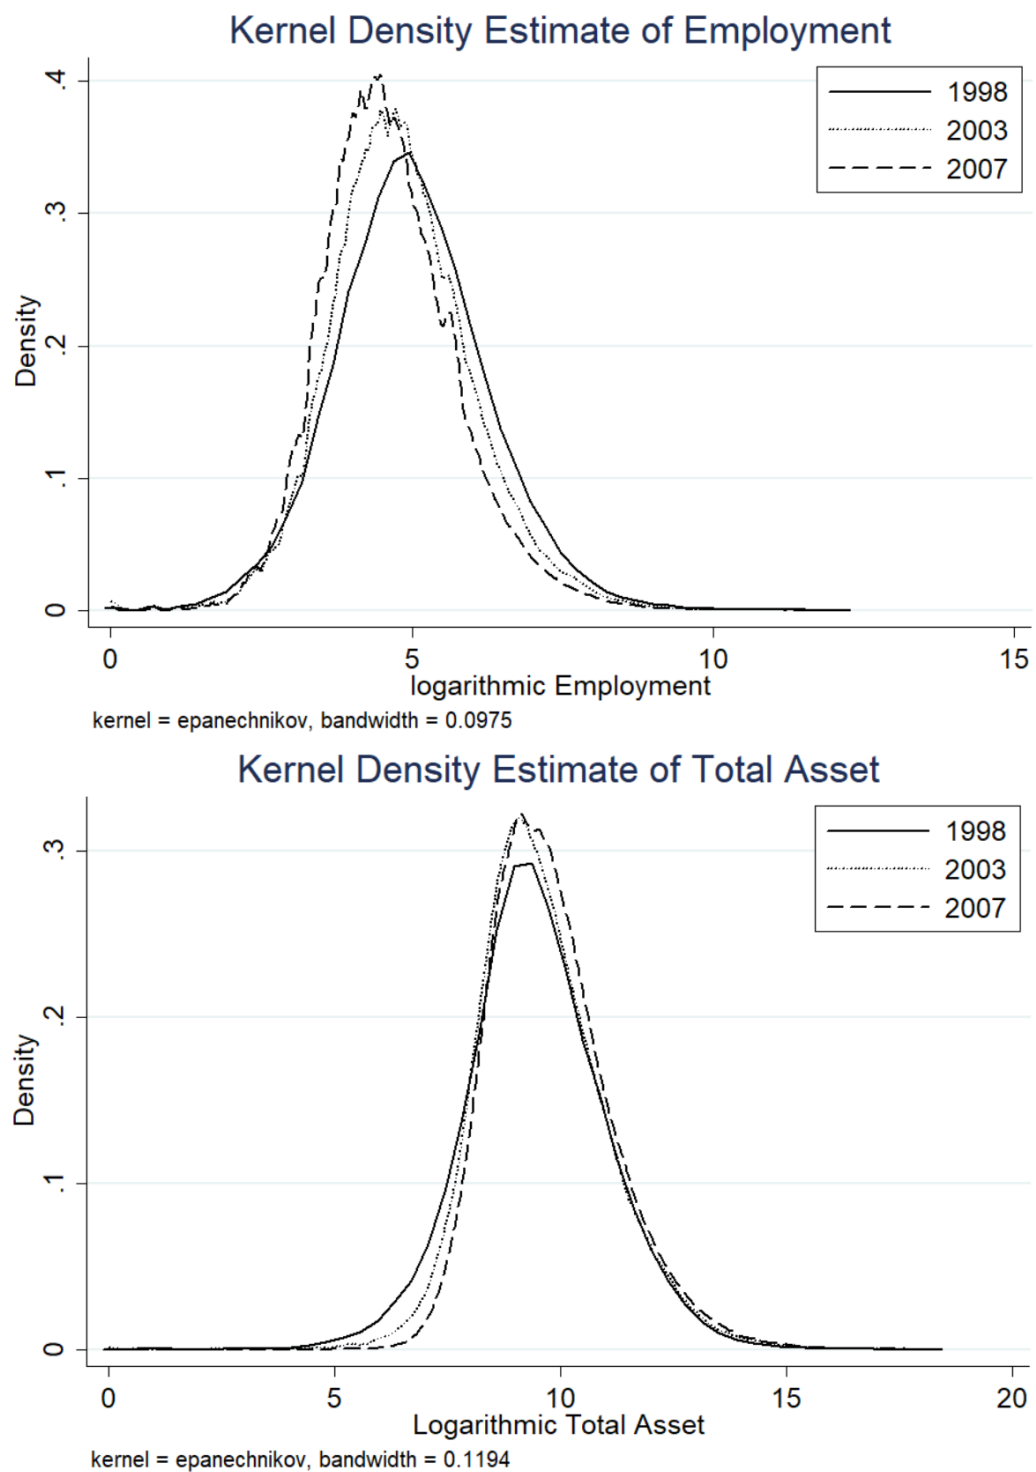 Kernel Density Estimate of Employment
.4
.3
.2
.1
0
Density
1998
2003
2007
0 5 10 15
logarithmic Employment
kernel = epanechnikov, bandwidth = 0.0975
Kernel Density Estimate of Total Asset
.3
.2
.1
0
Density
1998
2003
2007
0 5 10 15 20
Logarithmic Total Asset
kernel = epanechnikov, bandwidth = 0.1194